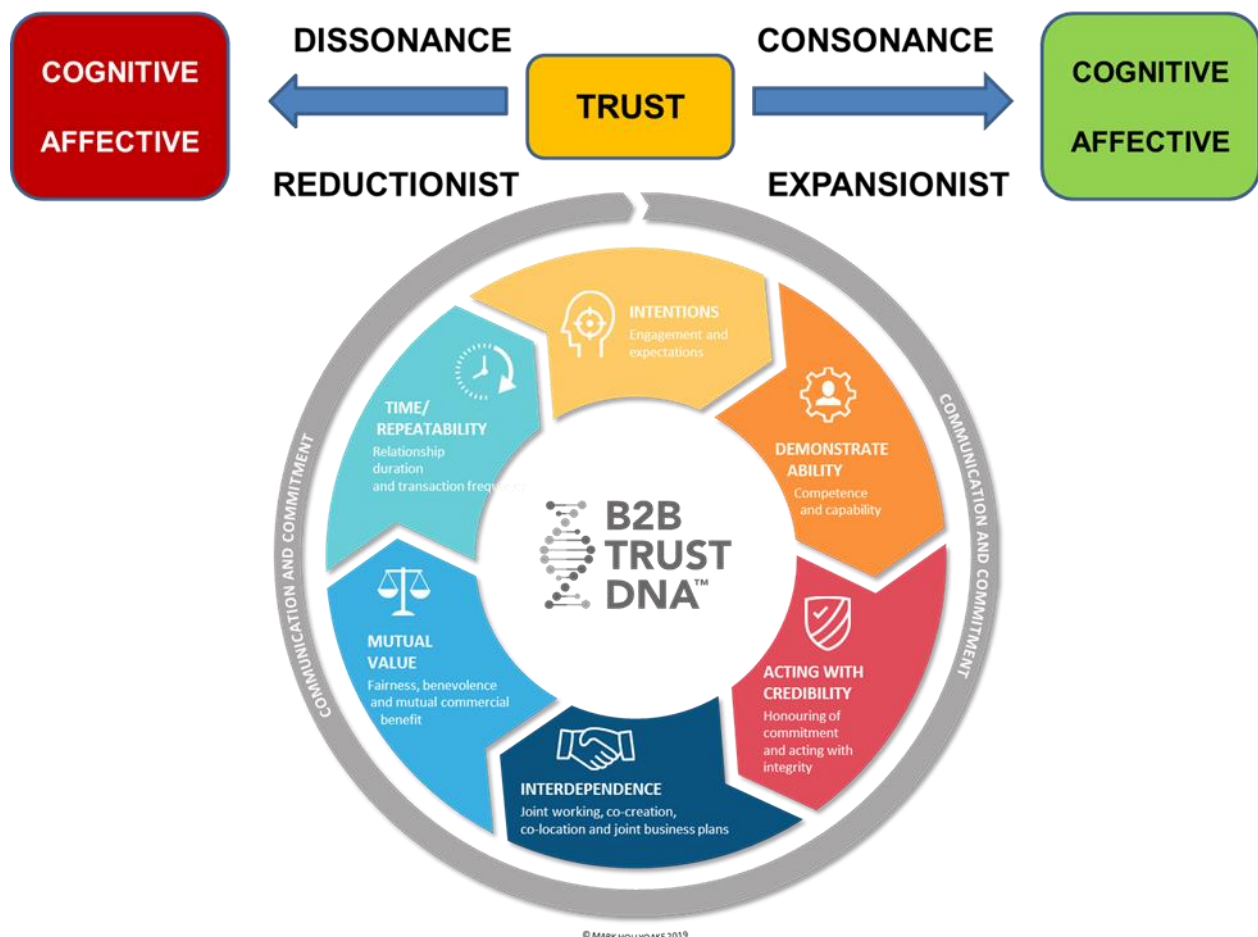 COGNITIVE
AFFECTIVE
DISSONANCE
REDUCTIONIST
TRUST
CONSONANCE
EXPANSIONIST
COGNITIVE
AFFECTIVE
INTENTIONS
Engagement and
expectations
DEMONSTRATE
ABILITY
Competence
and capability
ACTING WITH
CREDIBILITY
Honouring of
commitment
and acting with
integrity
INTERDEPENDENCE
Joint working, co-creation,
co-location and joint business plans
MUTUAL
VALUE
Fairness, benevolence
and mutual commercial
benefit
TIME/
REPEATABILITY
Relationship
duration
and transaction frequency
COMMUNICATION AND COMMITMENT
COMMUNICATION AND COMMITMENT
B2B
TRUST
DNA™
© MARK HOLLYOAKE 2019